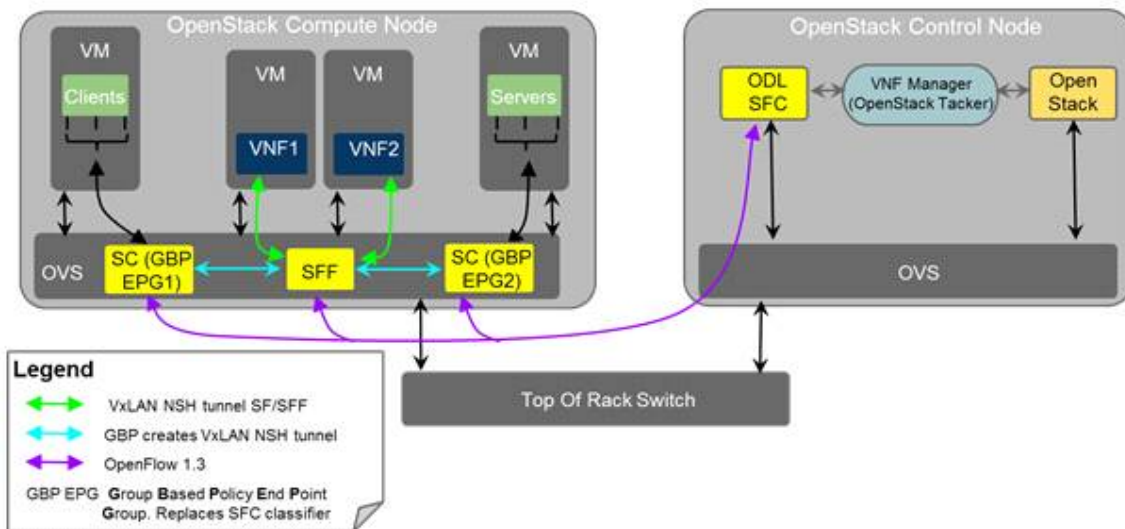 OpenStack Compute Node
VM
Clients
VM
VNF1
VM
VNF2
VM
Servers
OVS
SC (GBP
EPG1)
SFF
SC (GBP
EPG2)
OpenStack Control Node
ODL
SFC
VNF Manager
(OpenStack Tacker)
Open
Stack
OVS
Top Of Rack Switch
Legend
VxLAN NSH tunnel SF/SFF
GBP creates VxLAN NSH tunnel
OpenFlow 1.3
GBP EPG Group Based Policy End Point
Group. Replaces SFC classifier